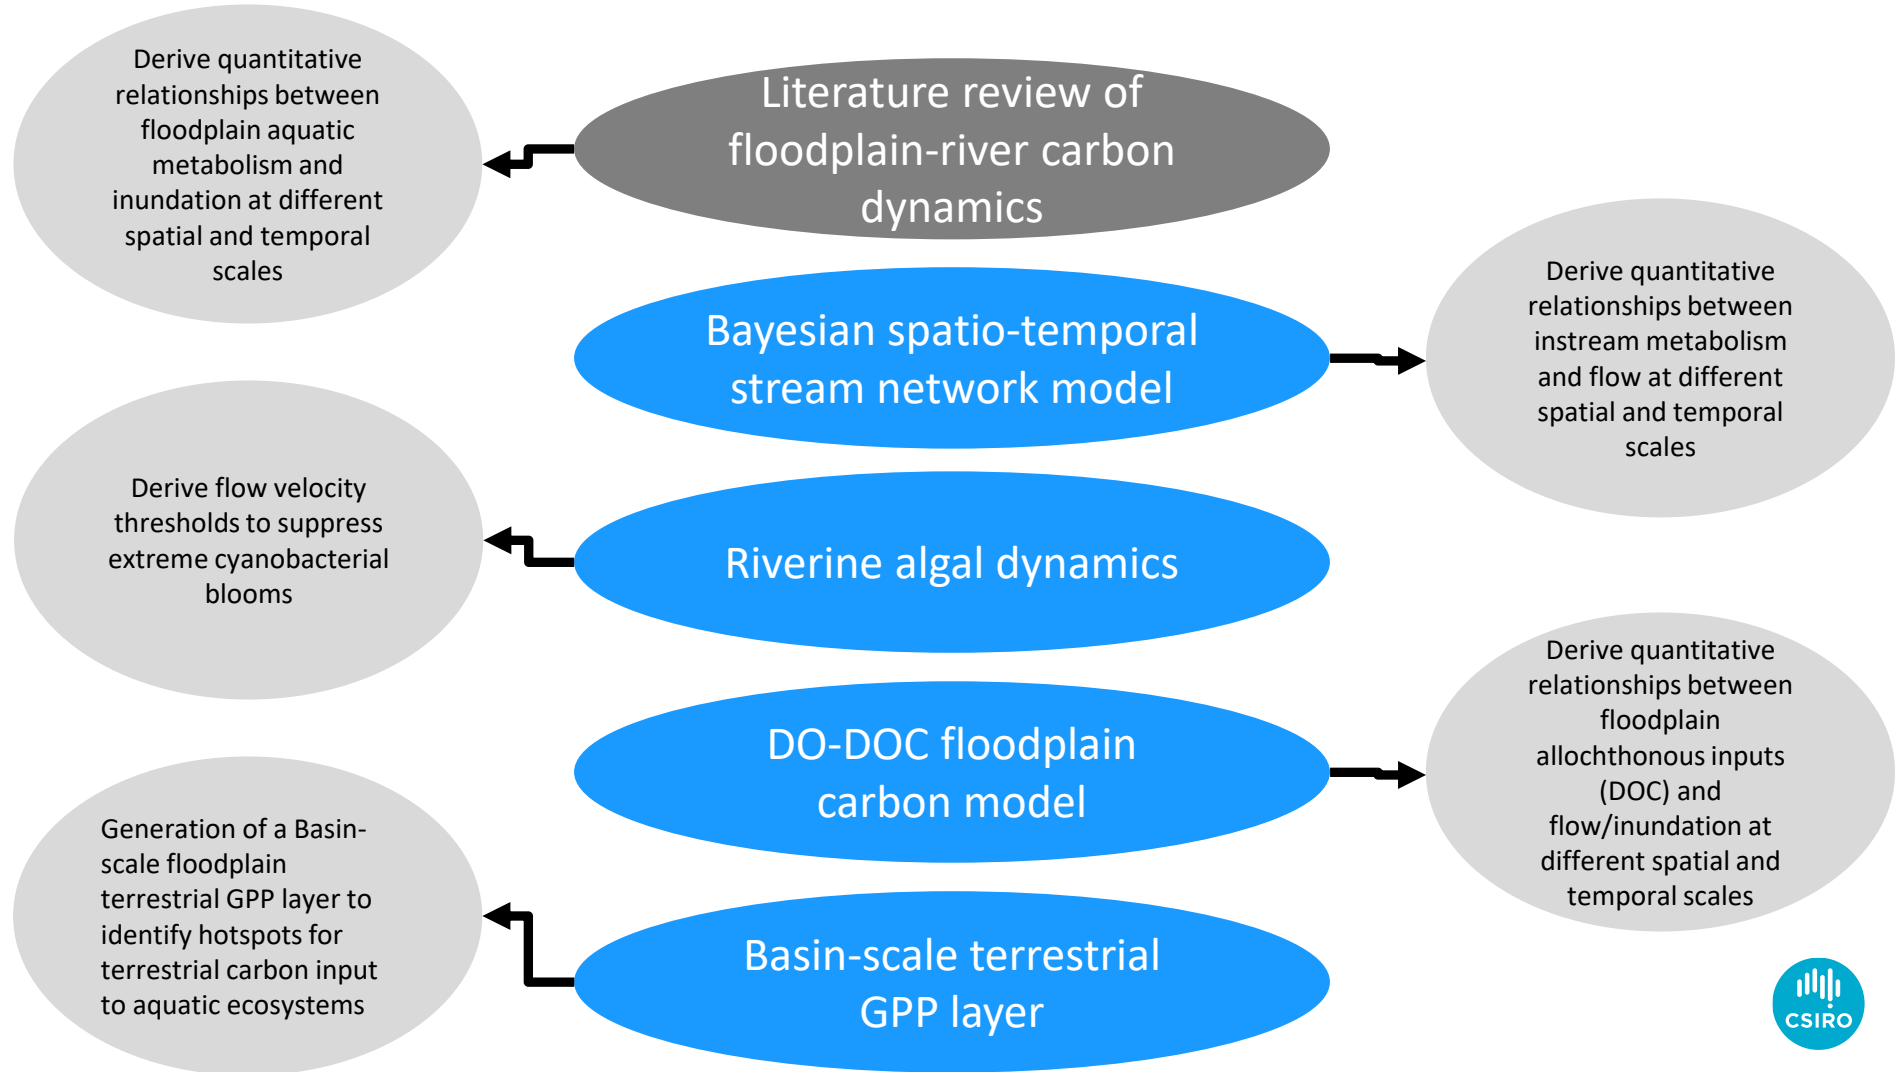 Derive quantitative
relationships between
floodplain aquatic
metabolism and
inundation at different
spatial and temporal
scales
Literature review of
floodplain-river carbon
dynamics
Bayesian spatio-temporal
stream network model
Derive quantitative
relationships between
instream metabolism
and flow at different
spatial and temporal
scales
Derive flow velocity
thresholds to suppress
extreme cyanobacterial
blooms
Riverine algal dynamics
DO-DOC floodplain
carbon model
Derive quantitative
relationships between
floodplain
allochthonous inputs
(DOC) and
flow/inundation at
different spatial and
temporal scales
Generation of a Basin-
scale floodplain
terrestrial GPP layer to
identify hotspots for
terrestrial carbon input
to aquatic ecosystems
Basin-scale terrestrial
GPP layer
CSIRO